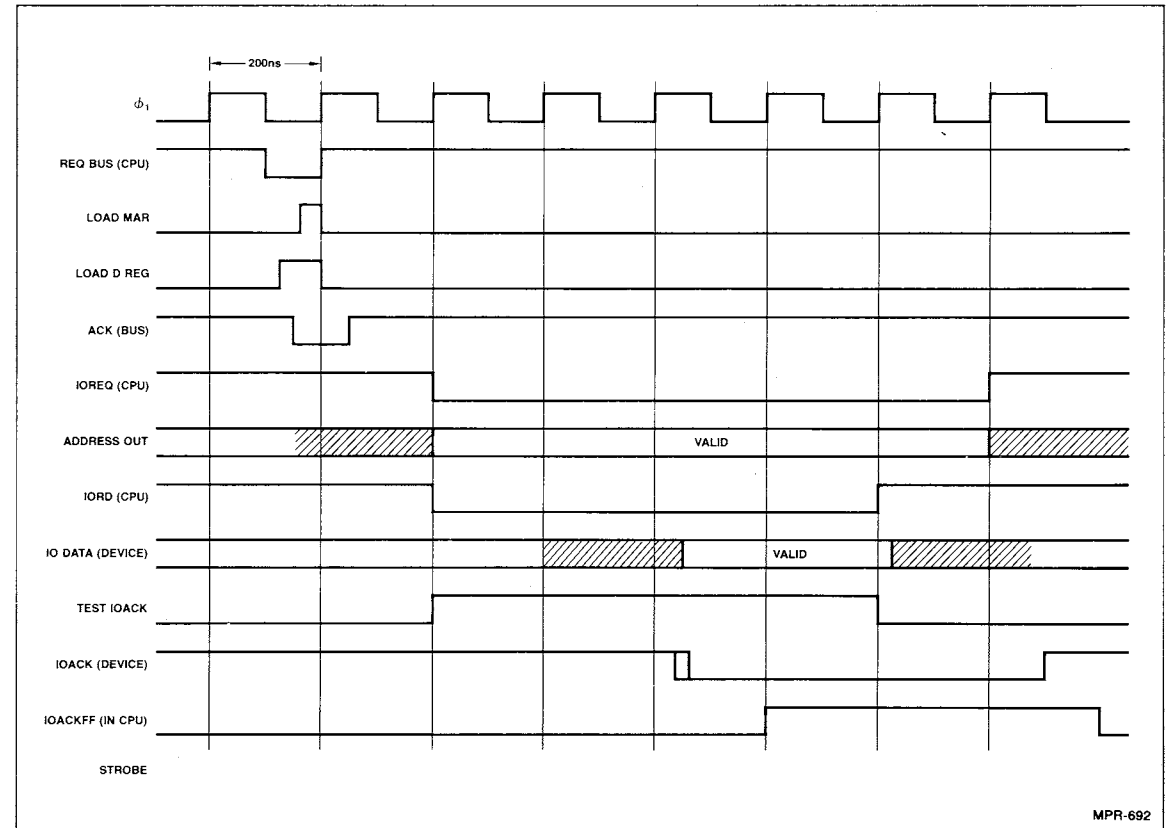 200ns
ϕ1
REQ BUS (CPU)
LOAD MAR
LOAD D REG
ACK (BUS)
IOREQ (CPU)
ADDRESS OUT
VALID
IORD (CPU)
IO DATA (DEVICE)
VALID
TEST IOACK
IOACK (DEVICE)
IOACKFF (IN CPU)
STROBE
MPR-692